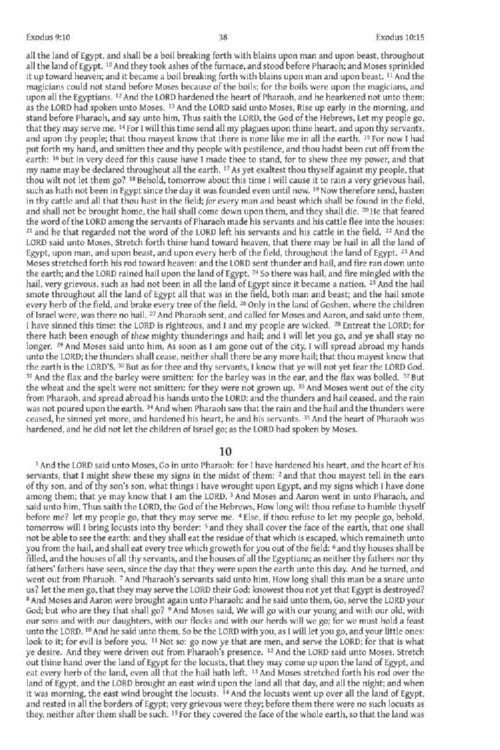 Exodus 9:10 38 Exodus 10:15
all the land of Egypt, and shall be a boil breaking forth with blains upon man and upon beast, throughout
all the land of Egypt. 10 And they took ashes of the furnace, and stood before Pharaoh; and Moses sprinkled
it up toward heaven; and it became a boil breaking forth with blains upon man and upon beast. 11 And the
magicians could not stand before Moses because of the boils; for the boils were upon the magicians, and
upon all the Egyptians. 12 And the LORD hardened the heart of Pharaoh, and he hearkened not unto them;
as the LORD had spoken unto Moses. 13 And the LORD said unto Moses, Rise up early in the morning, and
stand before Pharaoh, and say unto him, Thus saith the LORD, the God of the Hebrews, Let my people go,
that they may serve me. 14 For I will this time send all my plagues upon thine heart, and upon thy servants,
and upon thy people; that thou mayest know that there is none like me in all the earth. 15 For now I had
put forth my hand, and smitten thee and thy people with pestilence, and thou hadst been cut off from the
earth: 16 but in very deed for this cause have I made thee to stand, for to shew thee my power, and that
my name may be declared throughout all the earth. 17 As yet exaltest thou thyself against my people, that
thou wilt not let them go? 18 Behold, tomorrow about this time I will cause it to rain a very grievous hail,
such as hath not been in Egypt since the day it was founded even until now. 19 Now therefore send, hasten
in thy cattle and all that thou hast in the field; for every man and beast which shall be found in the field,
and shall not be brought home, the hail shall come down upon them, and they shall die. 20 He that feared
the word of the LORD among the servants of Pharaoh made his servants and his cattle flee into the houses:
21 and he that regarded not the word of the LORD left his servants and his cattle in the field. 22 And the
LORD said unto Moses, Stretch forth thine hand toward heaven, that there may be hail in all the land of
Egypt, upon man, and upon beast, and upon every herb of the field, throughout the land of Egypt. 23 And
Moses stretched forth his rod toward heaven: and the LORD sent thunder and hail, and fire ran down unto
the earth; and the LORD rained hail upon the land of Egypt. 24 So there was hail, and fire mingled with the
hail, very grievous, such as had not been in all the land of Egypt since it became a nation. 25 And the hail
smote throughout all the land of Egypt all that was in the field, both man and beast; and the hail smote
every herb of the field, and brake every tree of the field. 26 Only in the land of Goshen, where the children
of Israel were, was there no hail. 27 And Pharaoh sent, and called for Moses and Aaron, and said unto them,
I have sinned this time: the LORD is righteous, and I and my people are wicked. 28 Entreat the LORD; for
there hath been enough of these mighty thunderings and hail; and I will let you go, and ye shall stay no
longer. 29 And Moses said unto him, As soon as I am gone out of the city, I will spread abroad my hands
unto the LORD; the thunders shall cease, neither shall there be any more hail; that thou mayest know that
the earth is the LORD'S. 30 But as for thee and thy servants, I know that ye will not yet fear the LORD God.
31 And the flax and the barley were smitten: for the barley was in the ear, and the flax was bolled. 32 But
the wheat and the spelt were not smitten: for they were not grown up. 33 And Moses went out of the city
from Pharaoh, and spread abroad his hands unto the LORD: and the thunders and hail ceased, and the rain
was not poured upon the earth. 34 And when Pharaoh saw that the rain and the hail and the thunders were
ceased, he sinned yet more, and hardened his heart, he and his servants. 35 And the heart of Pharaoh was
hardened, and he did not let the children of Israel go; as the LORD had spoken by Moses.
10
1 And the LORD said unto Moses, Go in unto Pharaoh: for I have hardened his heart, and the heart of his
servants, that I might shew these my signs in the midst of them: 2 and that thou mayest tell in the ears
of thy son, and of thy son's son, what things I have wrought upon Egypt, and my signs which I have done
among them; that ye may know that I am the LORD. 3 And Moses and Aaron went in unto Pharaoh, and
said unto him, Thus saith the LORD, the God of the Hebrews, How long wilt thou refuse to humble thyself
before me? let my people go, that they may serve me. 4 Else, if thou refuse to let my people go, behold,
tomorrow will I bring locusts into thy border: 5 and they shall cover the face of the earth, that one shall
not be able to see the earth: and they shall eat the residue of that which is escaped, which remaineth unto
you from the hail, and shall eat every tree which groweth for you out of the field: 6 and thy houses shall be
filled, and the houses of all thy servants, and the houses of all the Egyptians; as neither thy fathers nor thy
fathers' fathers have seen, since the day that they were upon the earth unto this day. And he turned, and
went out from Pharaoh. 7 And Pharaoh's servants said unto him, How long shall this man be a snare unto
us? let the men go, that they may serve the LORD their God: knowest thou not yet that Egypt is destroyed?
8 And Moses and Aaron were brought again unto Pharaoh: and he said unto them, Go, serve the LORD your
God; but who are they that shall go? 9 And Moses said, We will go with our young and with our old, with
our sons and with our daughters, with our flocks and with our herds will we go; for we must hold a feast
unto the LORD. 10 And he said unto them, So be the LORD with you, as I will let you go, and your little ones:
look to it; for evil is before you. 11 Not so: go now ye that are men, and serve the LORD; for that is what
ye desire. And they were driven out from Pharaoh's presence. 12 And the LORD said unto Moses, Stretch
out thine hand over the land of Egypt for the locusts, that they may come up upon the land of Egypt, and
eat every herb of the land, even all that the hail hath left. 13 And Moses stretched forth his rod over the
land of Egypt, and the LORD brought an east wind upon the land all that day, and all the night; and when
it was morning, the east wind brought the locusts. 14 And the locusts went up over all the land of Egypt,
and rested in all the borders of Egypt; very grievous were they; before them there were no such locusts as
they, neither after them shall be such. 15 For they covered the face of the whole earth, so that the land was